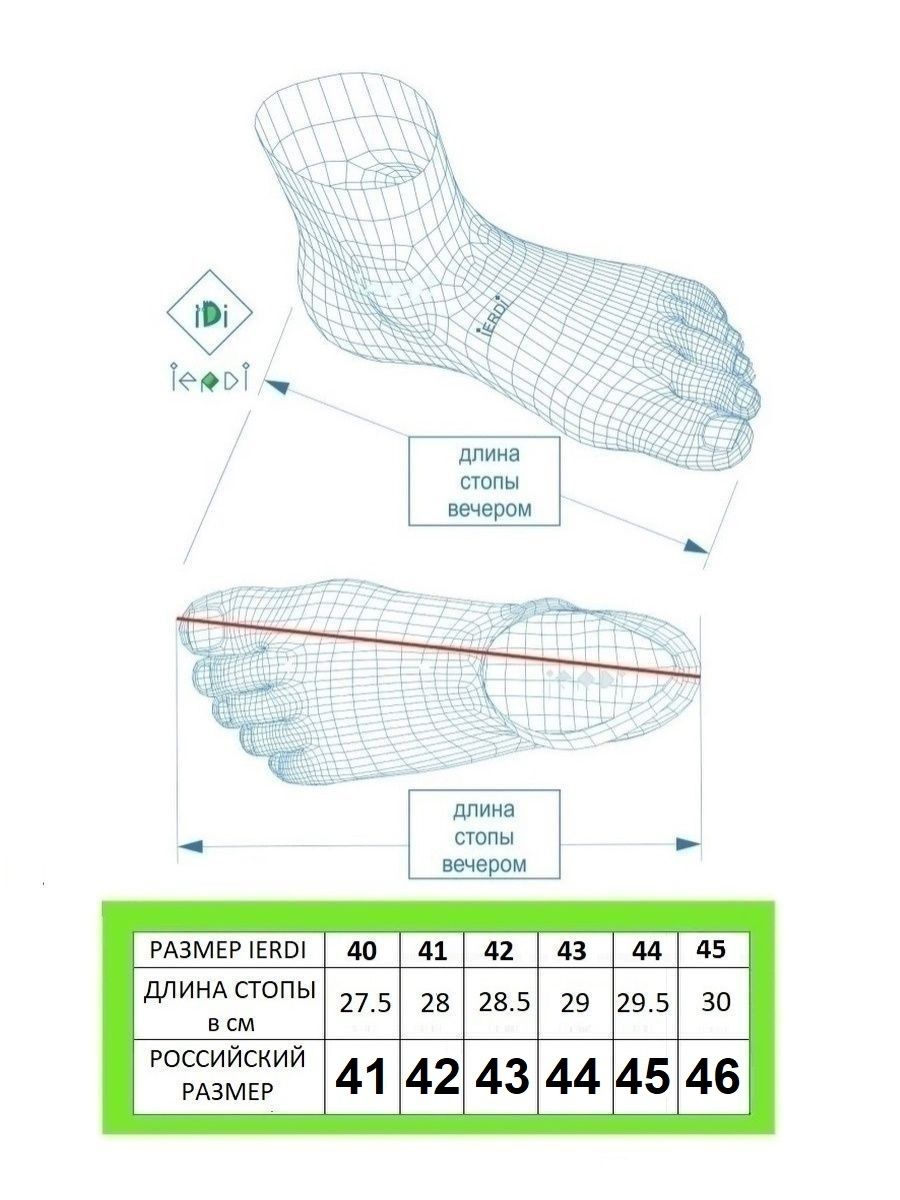 iDi
iERDi
iERDi
длина
стопы
вечером
iERDi
длина
стопы
вечером
РАЗМЕР IERDI 40 41 42 43 44 45
ДЛИНА СТОПЫ
в см 27.5 28 28.5 29 29.5 30
РОССИЙСКИЙ
РАЗМЕР 41 42 43 44 45 46